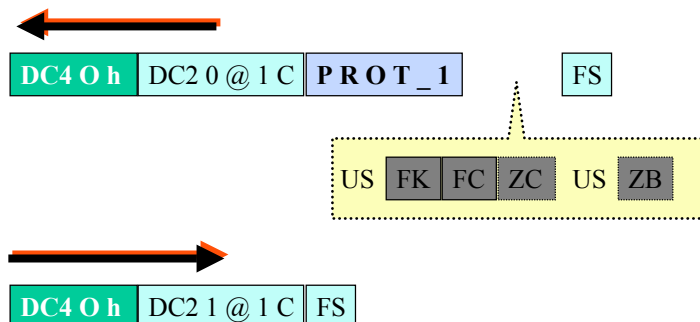 DC4 O h DC2 0 @ 1 C P R O T _ 1 FS
US FK FC ZC US ZB
DC4 O h DC2 1 @ 1 C FS